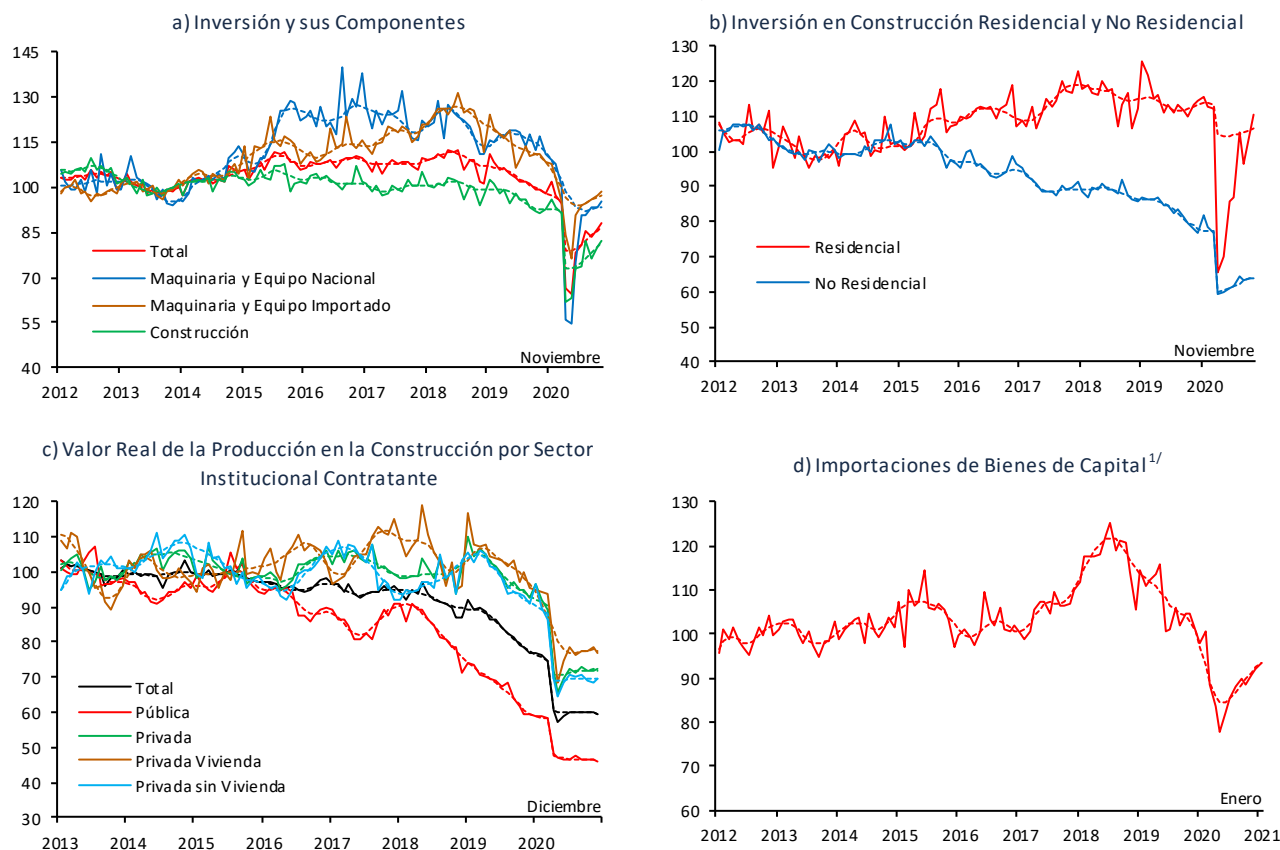 a) Inversión y sus Componentes
145
130
115
100
85
70
55
40
Total
Maquinaria y Equipo Nacional
Maquinaria y Equipo Importado
Construcción
Noviembre
2012 2013 2014 2015 2016 2017 2018 2019 2020
b) Inversión en Construcción Residencial y No Residencial
130
120
110
100
90
80
70
60
50
40
Residencial
No Residencial
Noviembre
2012 2013 2014 2015 2016 2017 2018 2019 2020
c) Valor Real de la Producción en la Construcción por Sector
Institucional Contratante
120
110
100
90
80
70
60
50
40
30
Total
Pública
Privada
Privada Vivienda
Privada sin Vivienda
Diciembre
2013 2014 2015 2016 2017 2018 2019 2020
d) Importaciones de Bienes de Capital1/
130
120
110
100
90
80
70
60
Enero
2012 2013 2014 2015 2016 2017 2018 2019 2020 2021